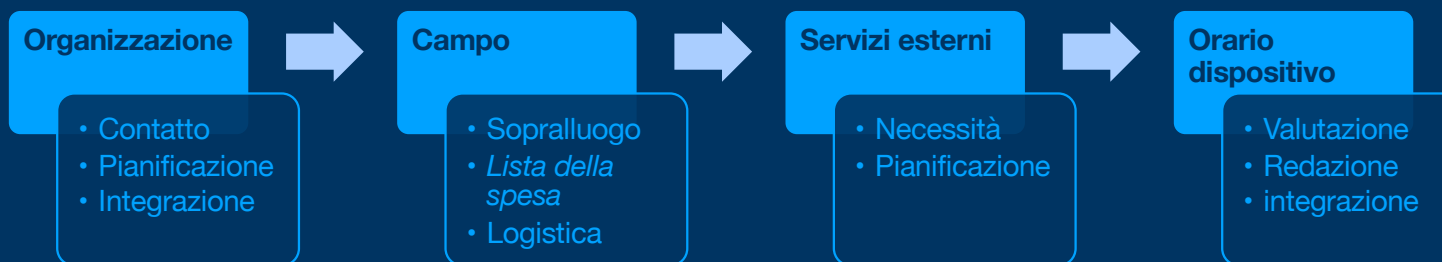 Organizzazione
• Contatto
• Pianificazione
• Integrazione
Campo
• Sopralluogo
• Lista della
spesa
• Logistica
Servizi esterni
• Necessità
• Pianificazione
Orario
dispositivo
• Valutazione
• Redazione
• integrazione